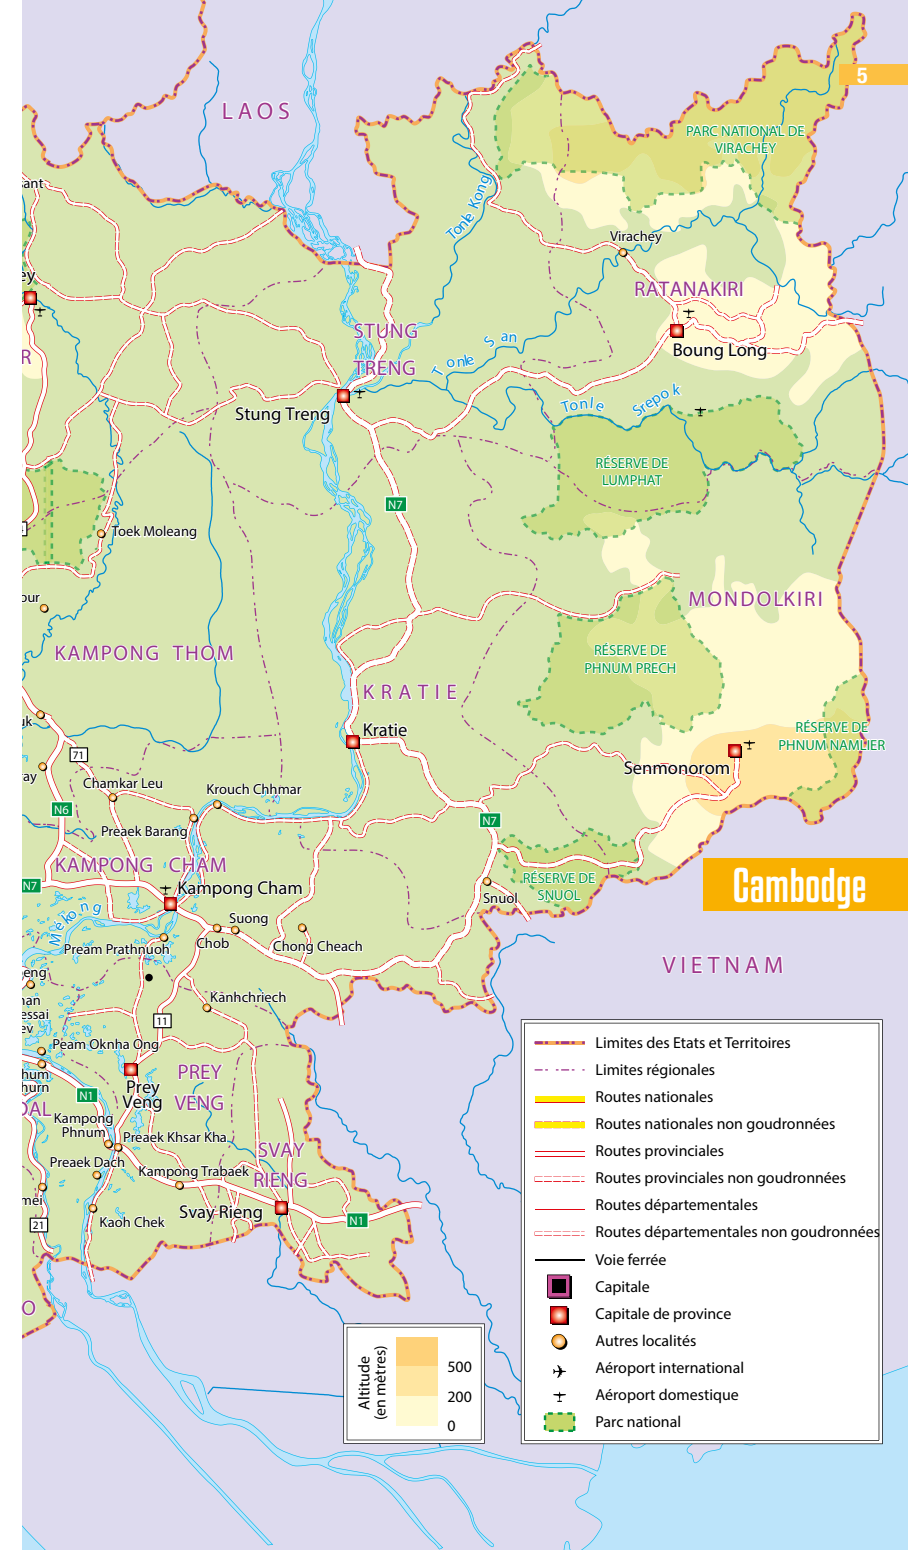 5
LAOS
PARC NATIONAL DE
VIRACHEY
Tonle Kong
Virachey
RATANAKIRI
STUNG
TRENG
Tonle San
Boung Long
Stung Treng
Tonle Srepok
RÉSERVE DE
LUMPHAT
N7
Toek Moleang
MONDOLKIRI
KAMPONG THOM
RÉSERVE DE
PHNUM PRECH
KRATIE
Kratie
RÉSERVE DE
PHNUM NAMLIER
71
Senmonorom
Chamkar Leu
Krouch Chhmar
N6
N7
Preaek Barang
KAMPONG CHAM
N7
Kampong Cham
RÉSERVE DE
SNUOL
Snuol
Cambodge
Mékong
Suong
Pream Prathnuoh
Chob
Chong Cheach
VIETNAM
Kanhchriech
11
Peam Oknha Ong
PREY
VENG
Prey
Veng
N1
Kampong
Phnum
Preaek Khsar Kha
SVAY
RIENG
Preaek Dach
Kampong Trabaek
Svay Rieng
21
Kaoh Chek
N1
Limites des Etats et Territoires
Limites régionales
Routes nationales
Routes nationales non goudronnées
Routes provinciales
Routes provinciales non goudronnées
Routes départementales
Routes départementales non goudronnées
Voie ferrée
Capitale
Capitale de province
Autres localités
Aéroport international
Aéroport domestique
Parc national
Altitude
(en mètres)
500
200
0